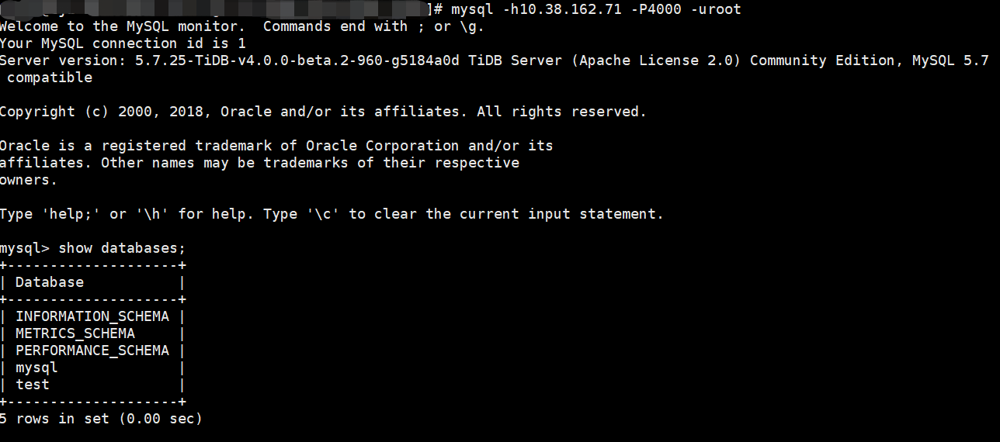 ]# mysql -h10.38.162.71 -P4000 -uroot
Welcome to the MySQL monitor.  Commands end with ; or \g.
Your MySQL connection id is 1
Server version: 5.7.25-TiDB-v4.0.0-beta.2-960-g5184a0d TiDB Server (Apache License 2.0) Community Edition, MySQL 5.7
 compatible
Copyright (c) 2000, 2018, Oracle and/or its affiliates. All rights reserved.
Oracle is a registered trademark of Oracle Corporation and/or its
affiliates. Other names may be trademarks of their respective
owners.
Type 'help;' or '\h' for help. Type '\c' to clear the current input statement.
mysql> show databases;
+--------------------+
| Database           |
+--------------------+
| INFORMATION_SCHEMA |
| METRICS_SCHEMA     |
| PERFORMANCE_SCHEMA |
| mysql              |
| test               |
+--------------------+
5 rows in set (0.00 sec)